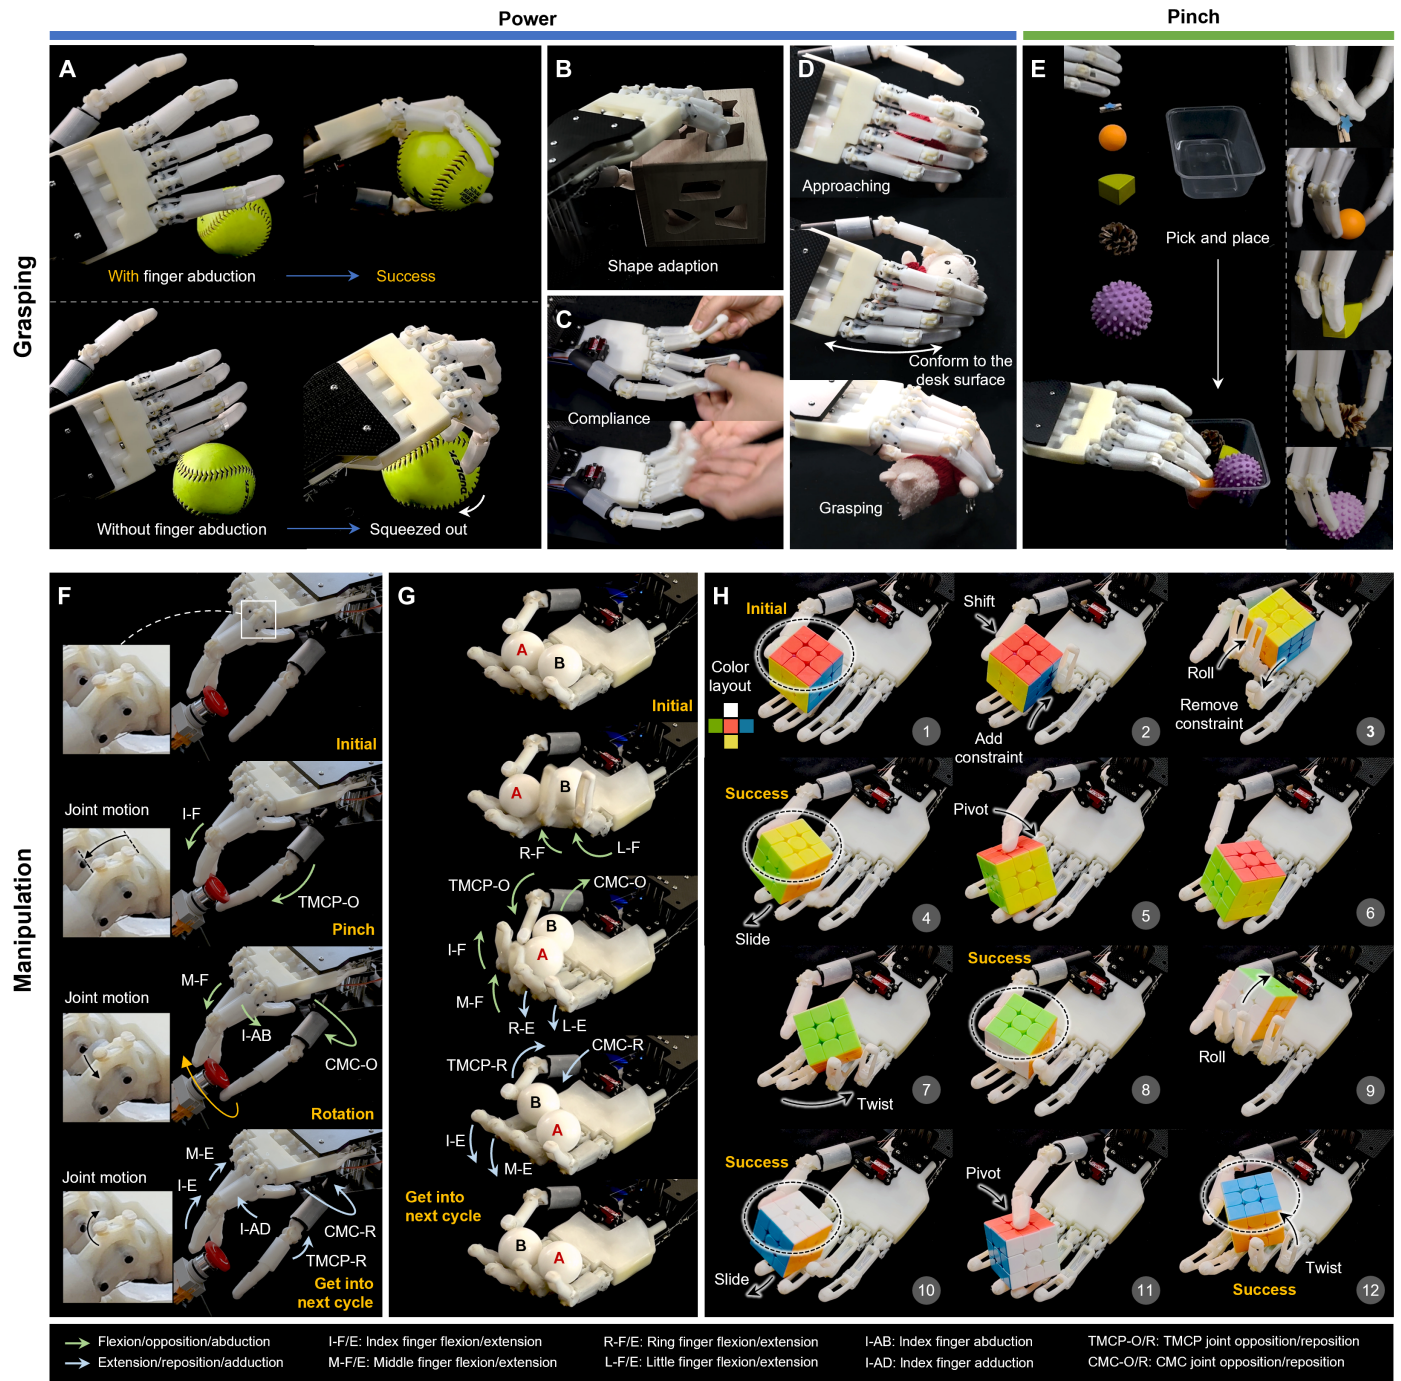 Power
Pinch
Grasping
A
With finger abduction
Success
Without finger abduction
Squeezed out
B
Shape adaption
C
Compliance
D
Approaching
Conform to the
desk surface
Grasping
E
Pick and place
Manipulation
F
Initial
Joint motion
I-F
TMCP-O
Pinch
Joint motion
M-F
I-AB
CMC-O
Rotation
Joint motion
M-E
I-E
I-AD
CMC-R
TMCP-R
Get into
next cycle
G
A
B
Initial
A
B
R-F
L-F
TMCP-O
CMC-O
B
A
I-F
M-F
R-E
L-E
TMCP-R
CMC-R
B
A
I-E
M-E
Get into
next cycle
B
A
H
Initial
Color
layout
1
Shift
Add
constraint
2
Roll
Remove
constraint
3
Success
Slide
4
Pivot
5
6
Twist
7
Success
8
Roll
9
Success
Slide
10
Pivot
11
Twist
Success
12
Flexion/opposition/abduction
Extension/reposition/adduction
I-F/E: Index finger flexion/extension
M-F/E: Middle finger flexion/extension
R-F/E: Ring finger flexion/extension
L-F/E: Little finger flexion/extension
I-AB: Index finger abduction
I-AD: Index finger adduction
TMCP-O/R: TMCP joint opposition/reposition
CMC-O/R: CMC joint opposition/reposition